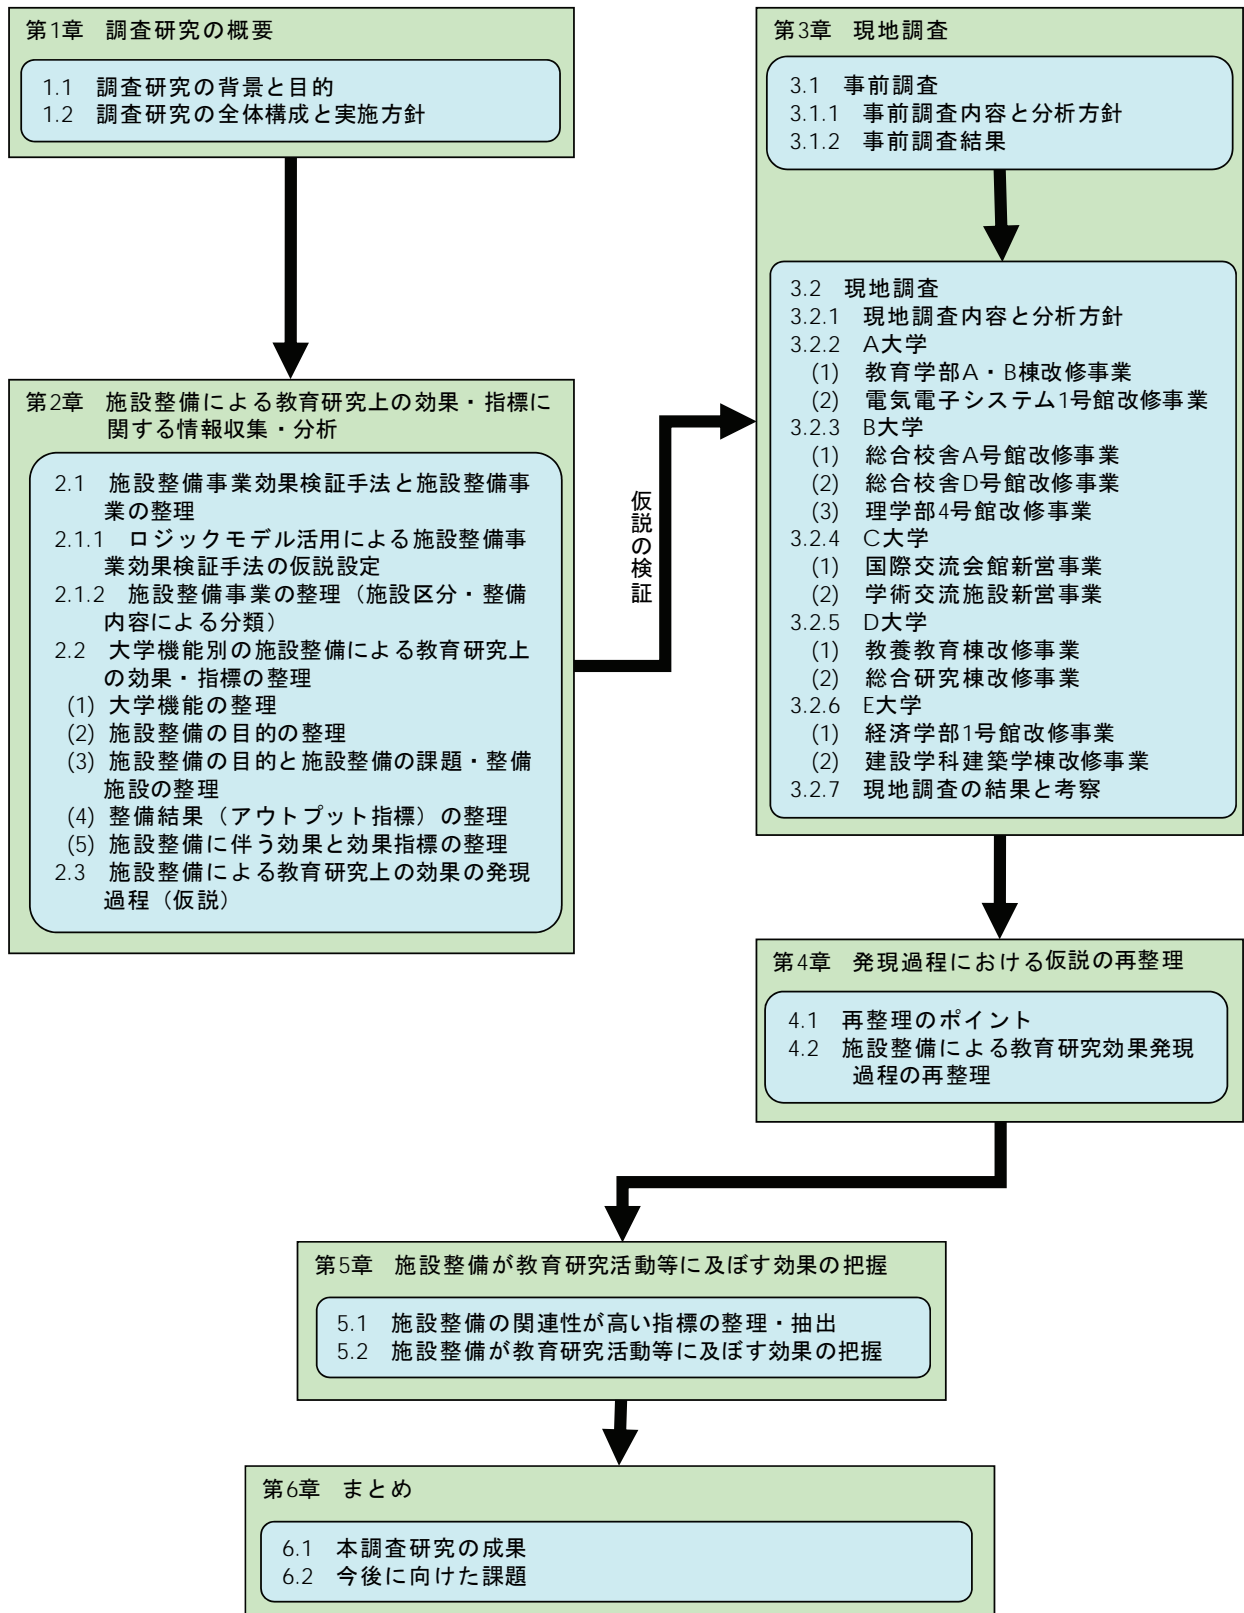 第1章 調査研究の概要
1.1 調査研究の背景と目的
1.2 調査研究の全体構成と実施方針
第2章 施設整備による教育研究上の効果・指標に
関する情報収集・分析
2.1 施設整備事業効果検証手法と施設整備事
業の整理
2.1.1 ロジックモデル活用による施設整備事
業効果検証手法の仮説設定
2.1.2 施設整備事業の整理（施設区分・整備
内容による分類）
2.2 大学機能別の施設整備による教育研究上
の効果・指標の整理
(1) 大学機能の整理
(2) 施設整備の目的の整理
(3) 施設整備の目的と施設整備の課題・整備
施設の整理
(4) 整備結果（アウトプット指標）の整理
(5) 施設整備に伴う効果と効果指標の整理
2.3 施設整備による教育研究上の効果の発現
過程（仮説）
仮説の検証
第3章 現地調査
3.1 事前調査
3.1.1 事前調査内容と分析方針
3.1.2 事前調査結果
3.2 現地調査
3.2.1 現地調査内容と分析方針
3.2.2 A大学
(1) 教育学部A・B棟改修事業
(2) 電気電子システム1号館改修事業
3.2.3 B大学
(1) 総合校舎A号館改修事業
(2) 総合校舎D号館改修事業
(3) 理学部4号館改修事業
3.2.4 C大学
(1) 国際交流会館新営事業
(2) 学術交流施設新営事業
3.2.5 D大学
(1) 教養教育棟改修事業
(2) 総合研究棟改修事業
3.2.6 E大学
(1) 経済学部1号館改修事業
(2) 建設学科建築学棟改修事業
3.2.7 現地調査の結果と考察
第4章 発現過程における仮説の再整理
4.1 再整理のポイント
4.2 施設整備による教育研究効果発現
過程の再整理
第5章 施設整備が教育研究活動等に及ぼす効果の把握
5.1 施設整備の関連性が高い指標の整理・抽出
5.2 施設整備が教育研究活動等に及ぼす効果の把握
第6章 まとめ
6.1 本調査研究の成果
6.2 今後に向けた課題